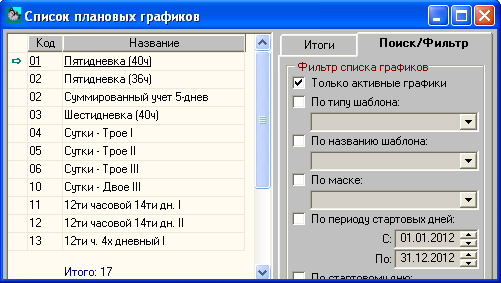 Список плановых графиков
Код Название
01 Пятидневка (40ч)
02 Пятидневка (36ч)
02 Суммированный учет 5-днев
03 Шестидневка (40ч)
04 Сутки - Трое I
05 Сутки - Трое II
06 Сутки - Трое III
10 Сутки - Двое III
11 12ти часовой 14ти дн. I
12 12ти часовой 14ти дн. II
13 12ти ч. 4х дневный I
Итого: 17
Итоги Поиск/Фильтр
Фильтр списка графиков
Только активные графики
По типу шаблона:
По названию шаблона:
По маске:
По периоду стартовых дней:
С: 01.01.2012
По: 31.12.2012
По стартовому дню: